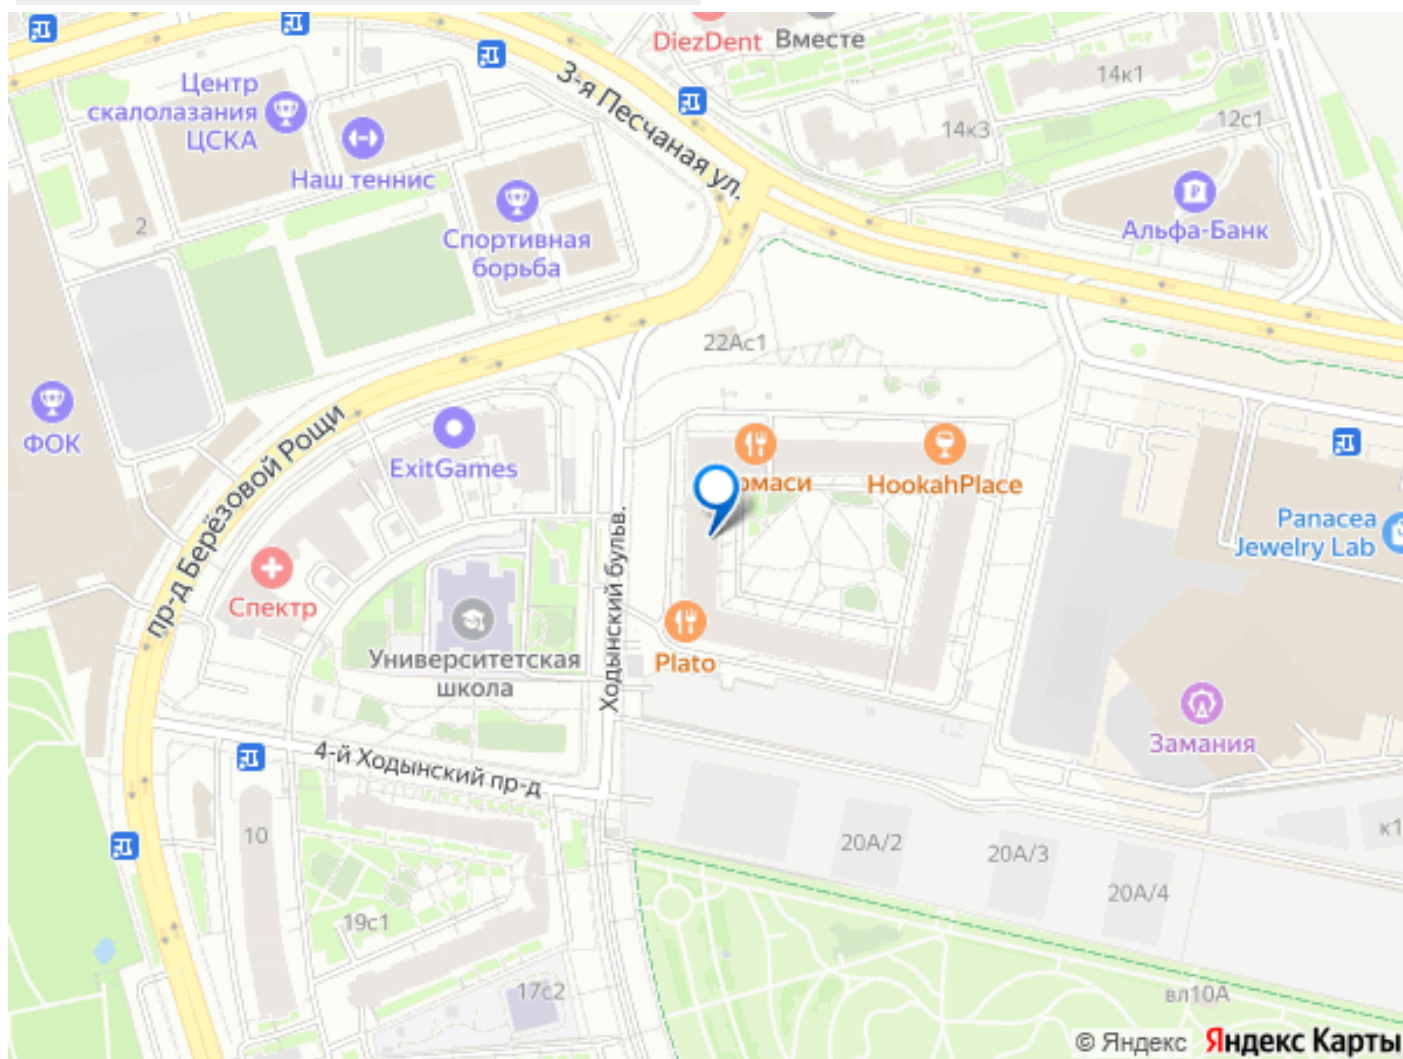 DiezDent
Вместе
14к1
Центр
скалолазания
ЦСКА
3-я Песчаная ул.
12с1
14к3
Наш теннис
2
Спортивная
борьба
Альфа-Банк
22Ас1
ФОК
ExitGames
пр-д Берёзовой Рощи
омаси
HookahPlace
Ходынский бульв.
Panacea
Jewelry Lab
Спектр
Университетская
школа
Plato
Замания
4-й Ходынский пр-д
10
20А/2
20А/3
20А/4
к1
19с1
17с2
вл10А
© Яндекс Яндекс Карты